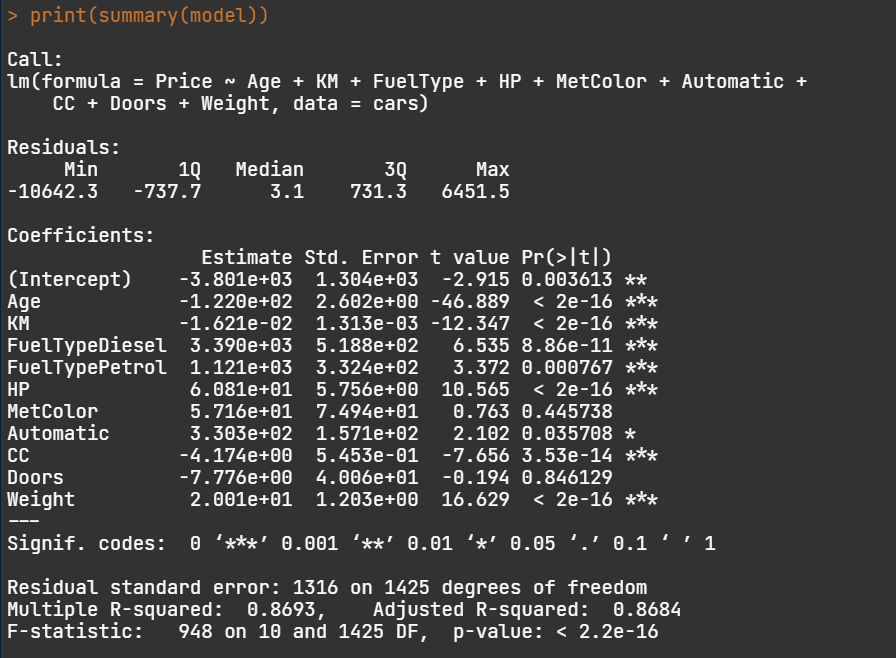 > print(summary(model))

Call:
lm(formula = Price ~ Age + KM + FuelType + HP + MetColor + Automatic +
    CC + Doors + Weight, data = cars)

Residuals:
     Min       1Q   Median       3Q      Max
-10642.3   -737.7      3.1    731.3   6451.5

Coefficients:
                 Estimate Std. Error t value Pr(>|t|)
(Intercept)    -3.801e+03  1.304e+03  -2.915 0.003613 **
Age            -1.220e+02  2.602e+00 -46.889  < 2e-16 ***
KM             -1.621e-02  1.313e-03 -12.347  < 2e-16 ***
FuelTypeDiesel  3.390e+03  5.188e+02   6.535 8.86e-11 ***
FuelTypePetrol  1.121e+03  3.324e+02   3.372 0.000767 ***
HP              6.081e+01  5.756e+00  10.565  < 2e-16 ***
MetColor        5.716e+01  7.494e+01   0.763 0.445738
Automatic       3.303e+02  1.571e+02   2.102 0.035708 *
CC             -4.174e+00  5.453e-01  -7.656 3.53e-14 ***
Doors          -7.776e+00  4.006e+01  -0.194 0.846129
Weight          2.001e+01  1.203e+00  16.629  < 2e-16 ***
---
Signif. codes:  0 ‘***’ 0.001 ‘**’ 0.01 ‘*’ 0.05 ‘.’ 0.1 ‘ ’ 1

Residual standard error: 1316 on 1425 degrees of freedom
Multiple R-squared:  0.8693,    Adjusted R-squared:  0.8684
F-statistic:   948 on 10 and 1425 DF,  p-value: < 2.2e-16